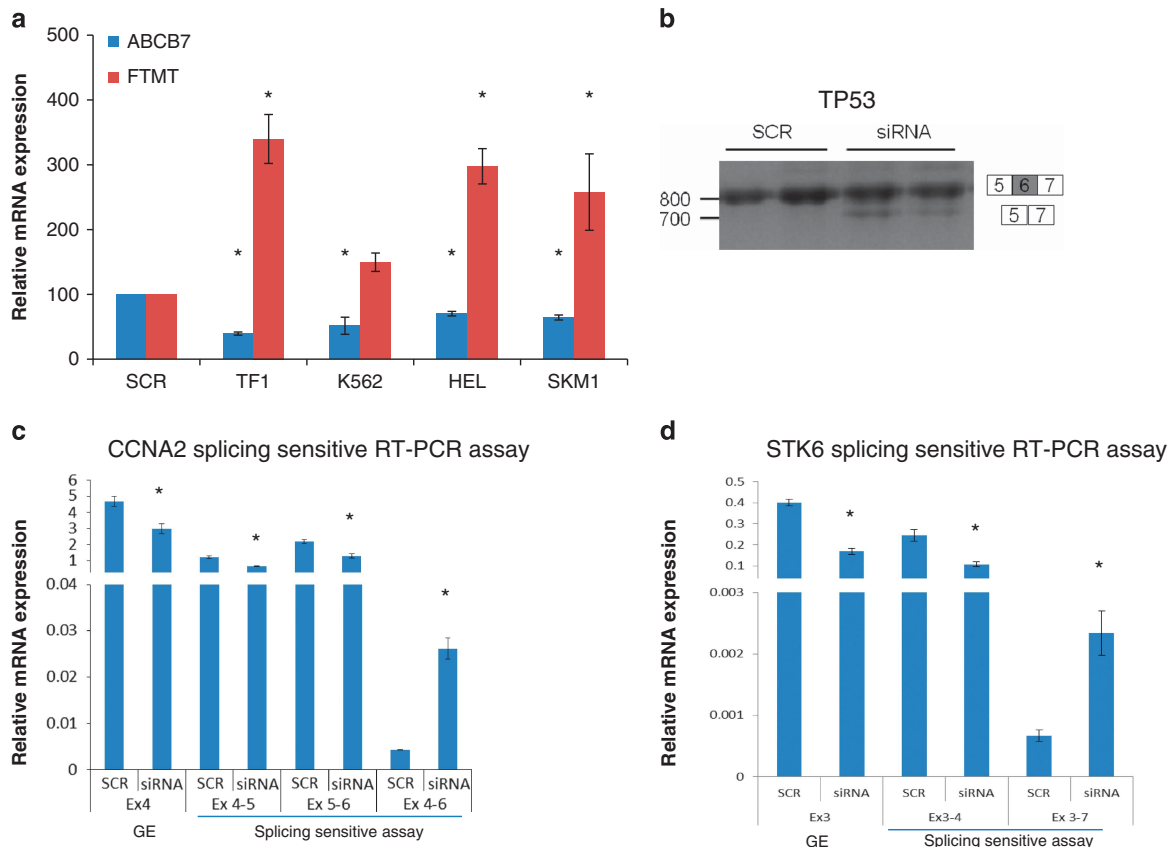 a
500
400
300
200
100
0
Relative mRNA expression
ABCB7
FTMT
*
*
*
*
*
*
*
SCR
TF1
K562
HEL
SKM1
b
TP53
SCR
siRNA
800
700
5 6 7
5 7
c
CCNA2 splicing sensitive RT-PCR assay
Relative mRNA expression
6
5
4
3
2
1
0.04
0.03
0.02
0.01
0
Relative mRNA expression
*
*
*
*
SCR siRNA SCR siRNA SCR siRNA SCR siRNA
Ex4 Ex 4-5 Ex 5-6 Ex 4-6
GE Splicing sensitive assay
d
STK6 splicing sensitive RT-PCR assay
0.5
0.4
0.3
0.2
0.1
0.003
0.002
0.001
0
Relative mRNA expression
*
*
*
SCR siRNA SCR siRNA SCR siRNA
Ex3 Ex3-4 Ex 3-7
GE Splicing sensitive assay